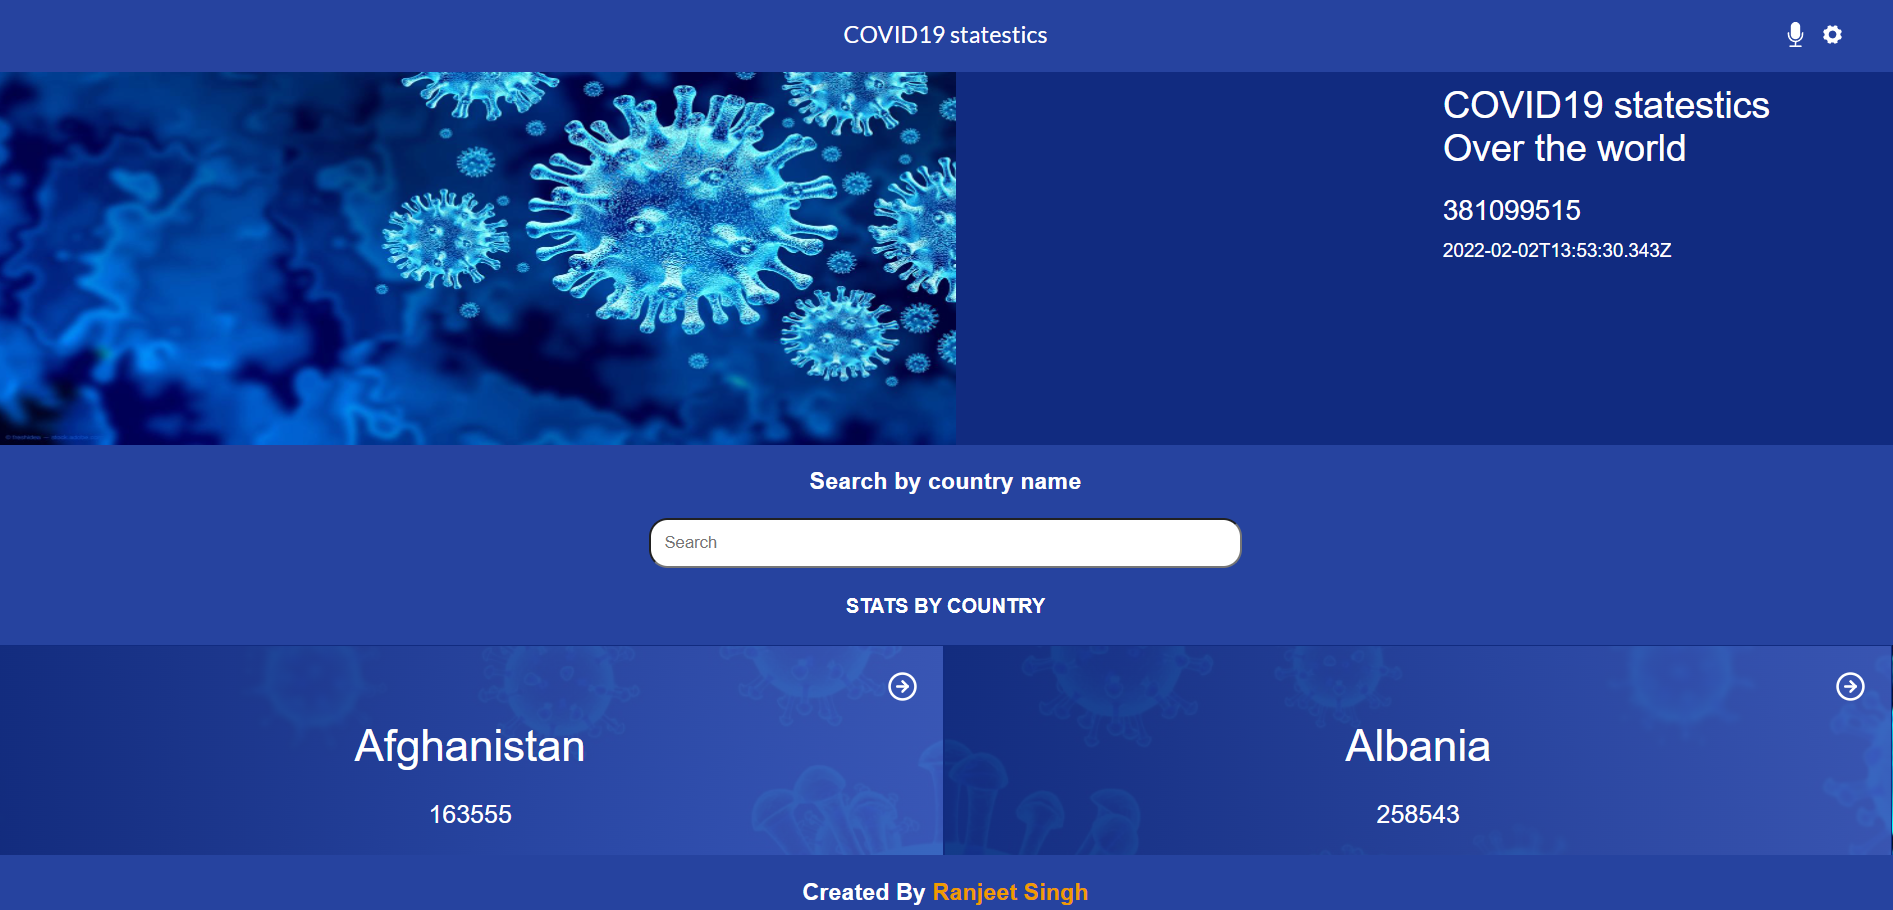 COVID19 statestics
COVID19 statestics
Over the world
381099515
2022-02-02T13:53:30.343Z
Search by country name
Search
STATS BY COUNTRY
Afghanistan
163555
Albania
258543
Created By Ranjeet Singh